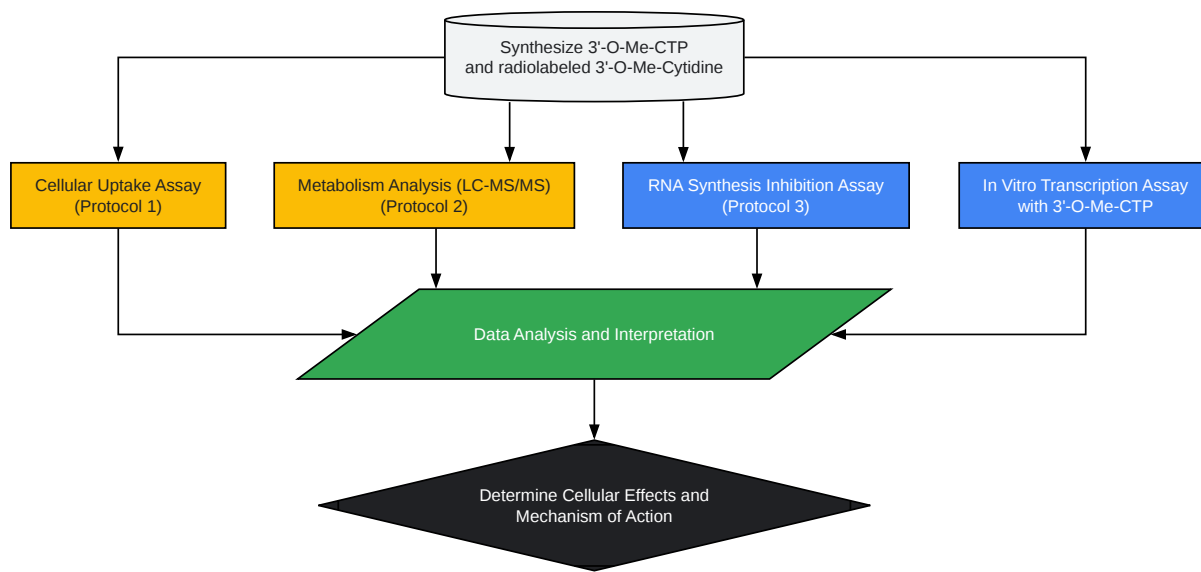 Synthesize 3'-O-Me-CTP
and radiolabeled 3'-O-Me-Cytidine
Cellular Uptake Assay
(Protocol 1)
Metabolism Analysis (LC-MS/MS)
(Protocol 2)
RNA Synthesis Inhibition Assay
(Protocol 3)
In Vitro Transcription Assay
with 3'-O-Me-CTP
Data Analysis and Interpretation
Determine Cellular Effects and
Mechanism of Action